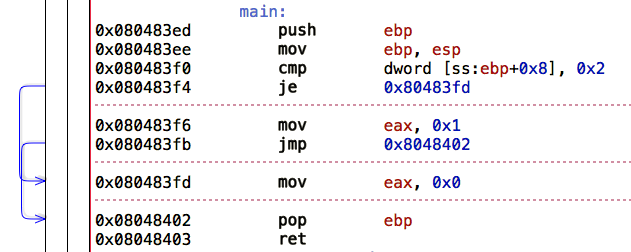 main:
0x080483ed push ebp
0x080483ee mov ebp, esp
0x080483f0 cmp dword [ss:ebp+0x8], 0x2
0x080483f4 je 0x80483fd
0x080483f6 mov eax, 0x1
0x080483fb jmp 0x8048402
0x080483fd mov eax, 0x0
0x08048402 pop ebp
0x08048403 ret